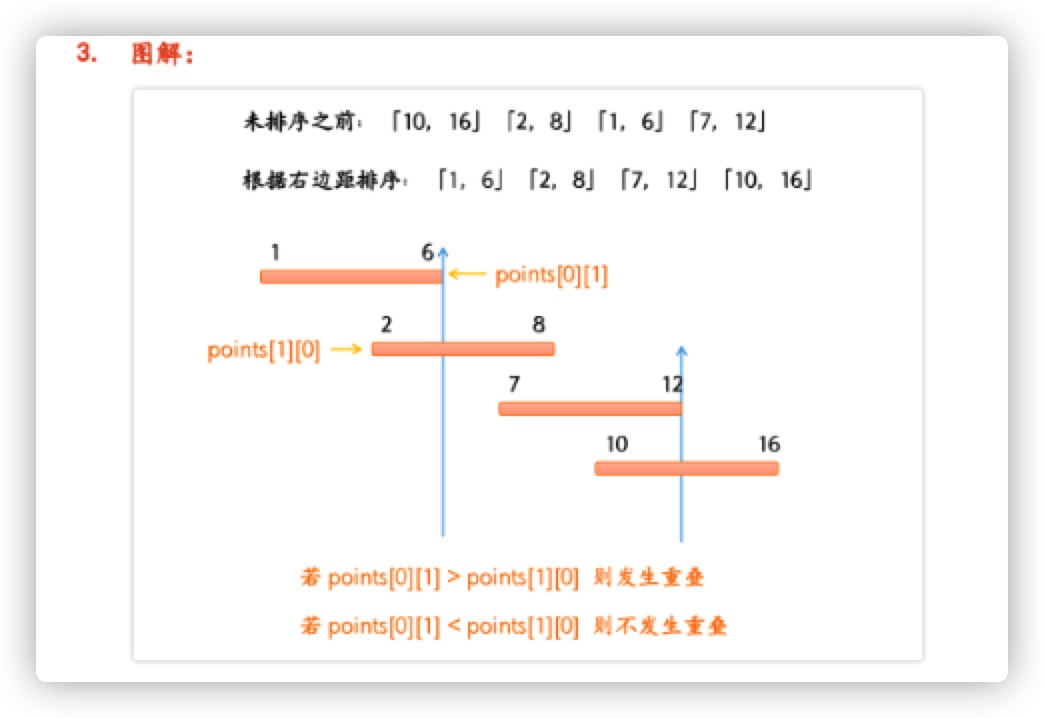 3. 图解：
未排序之前：「10，16」「2，8」「1，6」「7，12」
根据右边距排序：「1，6」「2，8」「7，12」「10，16」
1 6
points[0][1]
2 8
points[1][0]
7 12
10 16
若 points[0][1] > points[1][0] 则发生重叠
若 points[0][1] < points[1][0] 则不发生重叠